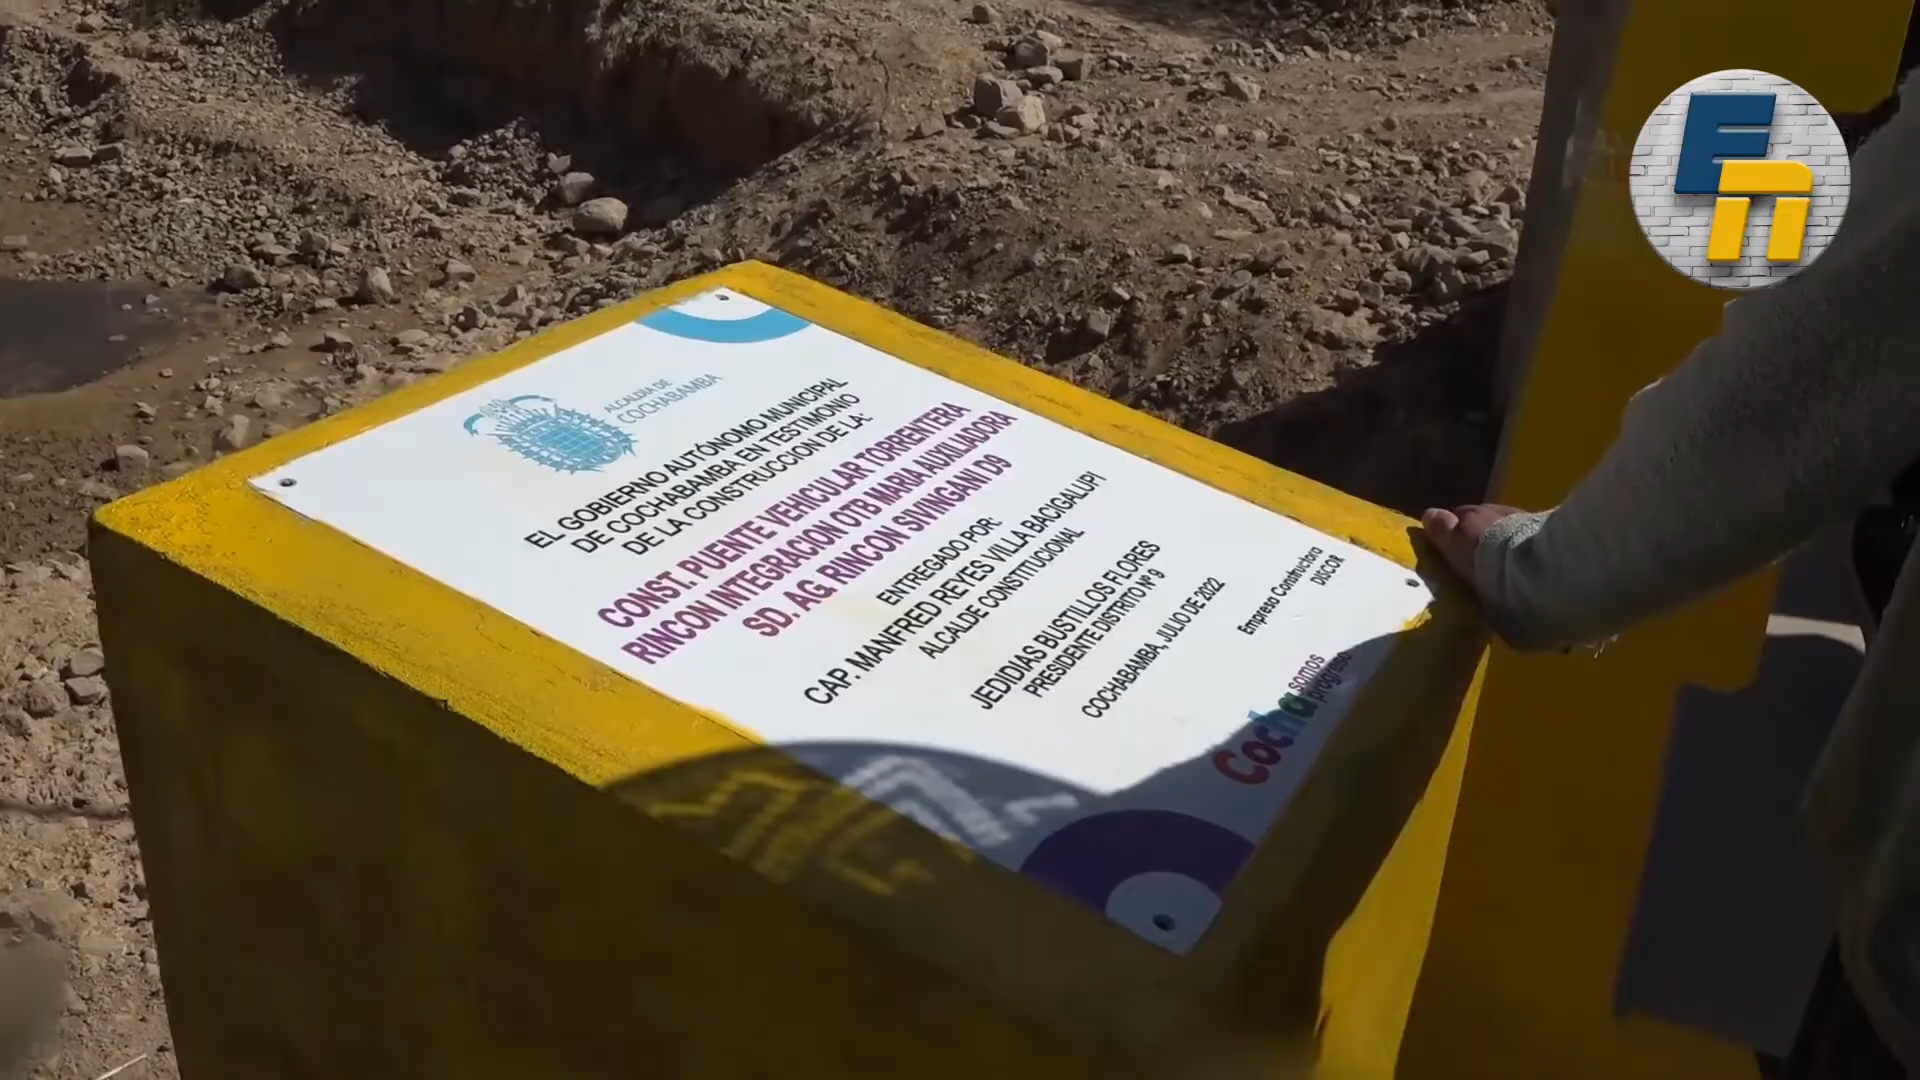 En
ALCALDÍA DE
COCHABAMBA
EL GOBIERNO AUTÓNOMO MUNICIPAL
DE COCHABAMBA EN TESTIMONIO
DE LA CONSTRUCCION DE LA:
CONST. PUENTE VEHICULAR TORRENTERA
RINCON INTEGRACION OTB MARIA AUXILIADORA
SD. AG. RINCON SIVINGANI D9
ENTREGADO POR:
CAP. MANFRED REYES VILLA BACIGALUPI
ALCALDE CONSTITUCIONAL
JEDIDIAS BUSTILLOS FLORES
PRESIDENTE DISTRITO Nº 9
COCHABAMBA, JULIO DE 2022
Empresa Constructora
DISCOR
Cocha
somos
progreso